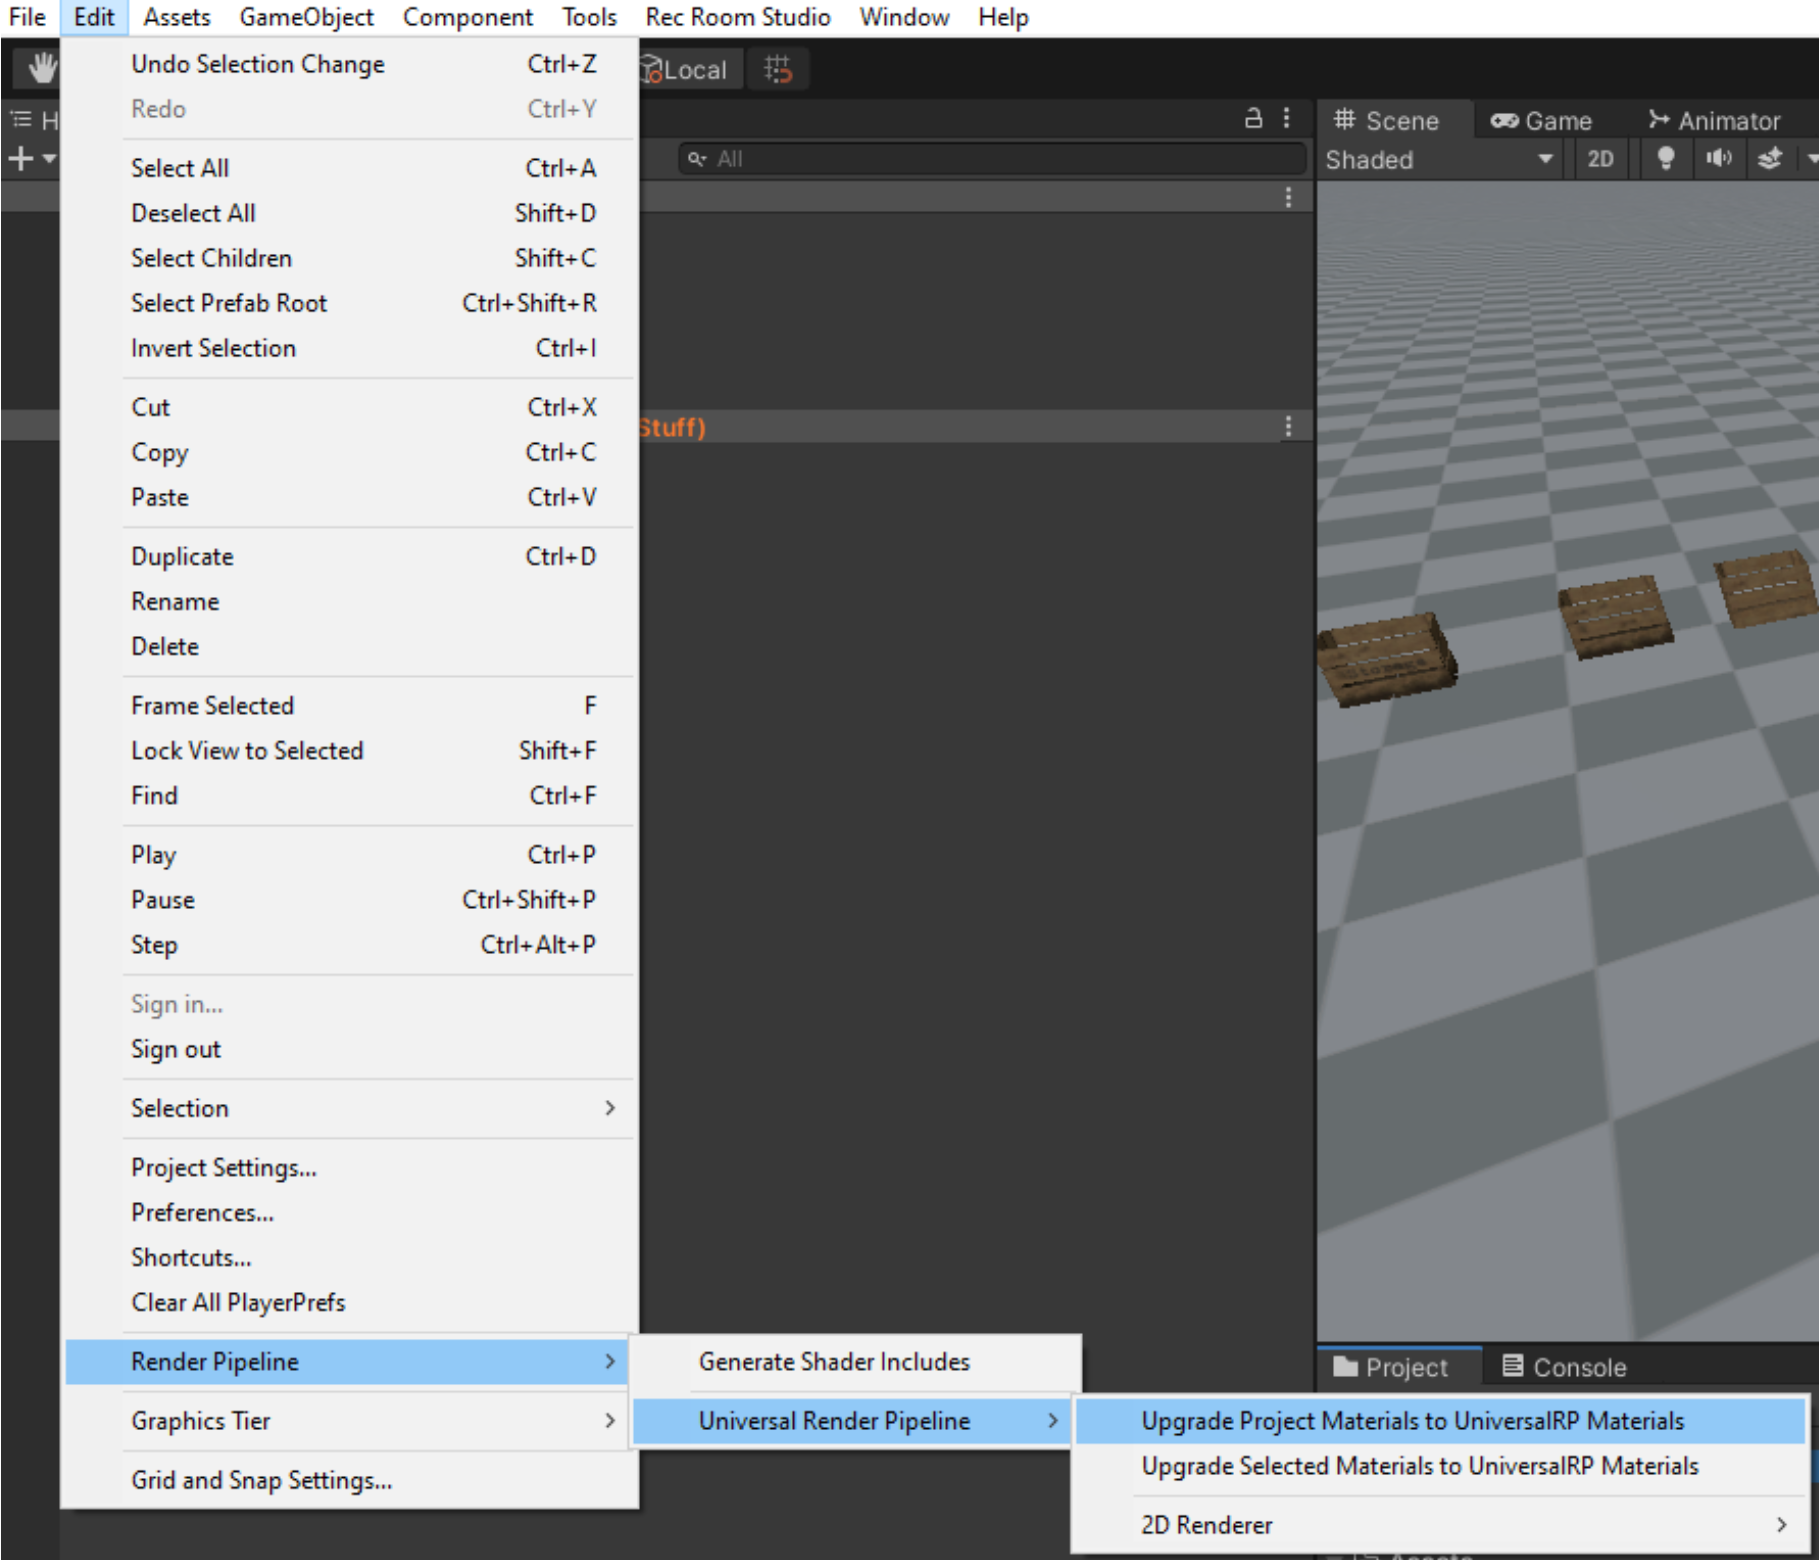 File Edit Assets GameObject Component Tools Rec Room Studio Window Help
Undo Selection Change Ctrl+Z
Redo Ctrl+Y
Select All Ctrl+A
Deselect All Shift+D
Select Children Shift+C
Select Prefab Root Ctrl+Shift+R
Invert Selection Ctrl+I
Cut Ctrl+X
Copy Ctrl+C
Paste Ctrl+V
Duplicate Ctrl+D
Rename
Delete
Frame Selected F
Lock View to Selected Shift+F
Find Ctrl+F
Play Ctrl+P
Pause Ctrl+Shift+P
Step Ctrl+Alt+P
Sign in...
Sign out
Selection
Project Settings...
Preferences...
Shortcuts...
Clear All PlayerPrefs
Render Pipeline
Graphics Tier
Grid and Snap Settings...
Generate Shader Includes
Universal Render Pipeline
Upgrade Project Materials to UniversalRP Materials
Upgrade Selected Materials to UniversalRP Materials
2D Renderer
Local
H
All
Stuff)
Scene Game Animator
Shaded 2D
Project Console